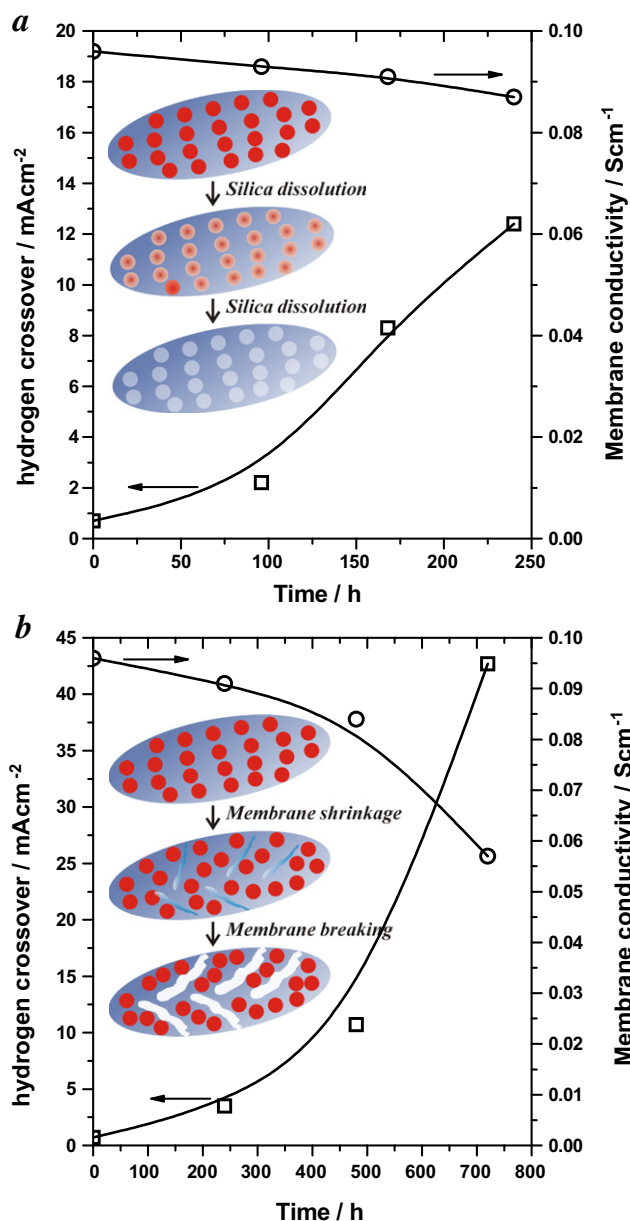 a
20
18
16
14
12
10
8
6
4
2
0
hydrogen crossover / mAcm-2
0.10
0.08
0.06
0.04
0.02
0.00
Membrane conductivity / Scm-1
Silica dissolution
Silica dissolution
0 50 100 150 200 250
Time / h
b
45
40
35
30
25
20
15
10
5
0
hydrogen crossover / mAcm-2
0.10
0.09
0.08
0.07
0.06
0.05
0.04
0.03
0.02
0.01
0.00
Membrane conductivity / Scm-1
Membrane shrinkage
Membrane breaking
0 100 200 300 400 500 600 700 800
Time / h